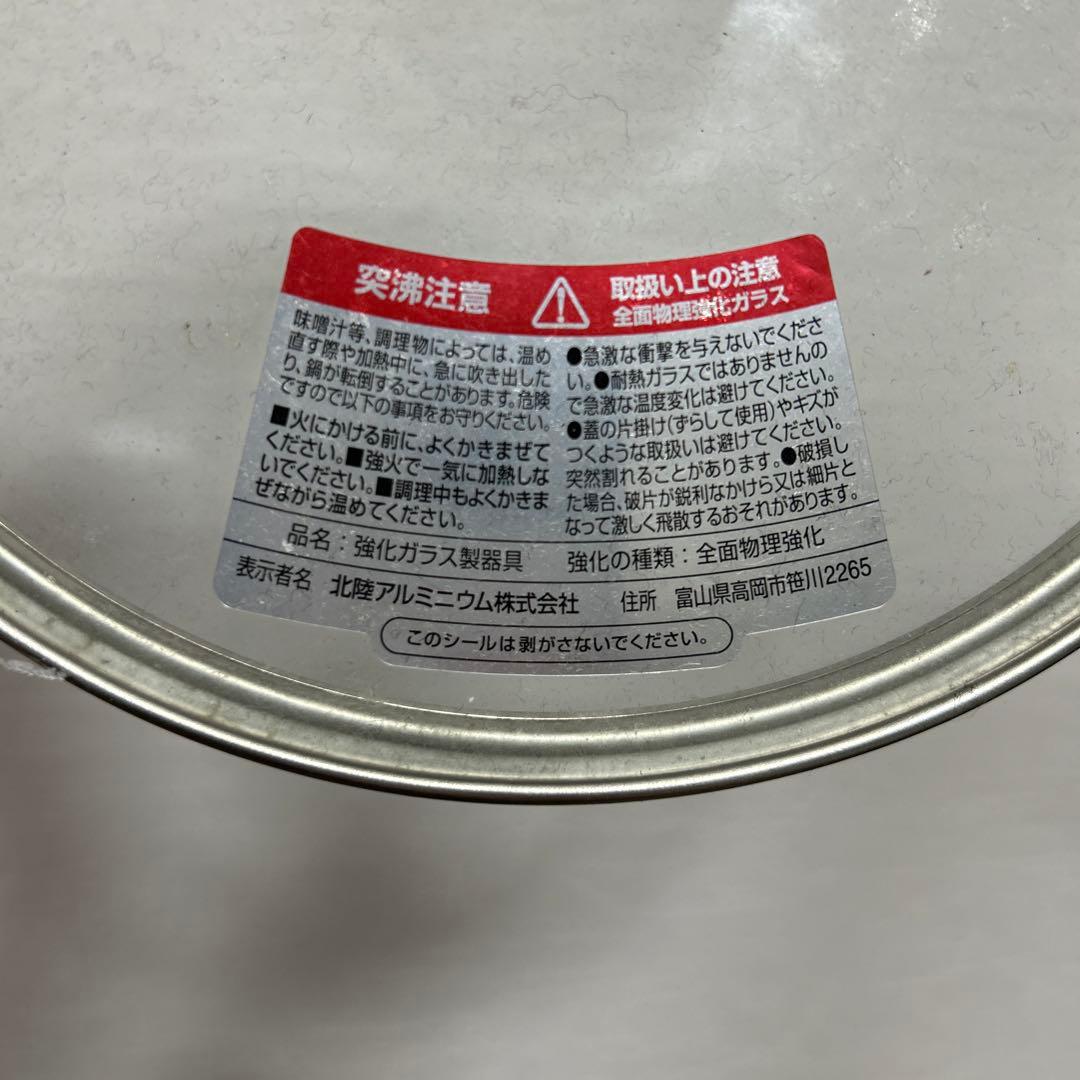 突沸注意
味噌汁等、調理物によっては、温め
直す際や加熱中に、急に吹き出した
り、鍋が転倒することがあります。危険
ですので以下の事項をお守りください。
■火にかける前に、よくかきまぜて
ください。■強火で一気に加熱しな
いでください。■調理中もよくかきま
ぜながら温めてください。
取扱い上の注意
全面物理強化ガラス
●急激な衝撃を与えないでくださ
い。●耐熱ガラスではありませんの
で急激な温度変化は避けてください。
●蓋の片掛け(ずらして使用)やキズが
つくような取扱いは避けてください。
突然割れることがあります。●破損し
た場合、破片が鋭利なかけら又は細片と
なって激しく飛散するおそれがあります。
品名：強化ガラス製器具 強化の種類：全面物理強化
表示者名 北陸アルミニウム株式会社 住所 富山県高岡市笹川2265
このシールは剥がさないでください。